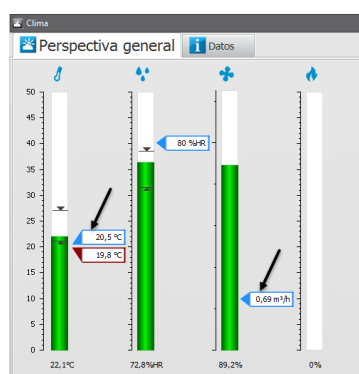 Clima
Perspectiva general
i Datos
50
45
40
35
30
25
20
15
10
5
0
80 %HR
20,5 °C
19,8 °C
0,69 m³/h
22,1°C
72,8%HR
89,2%
0%